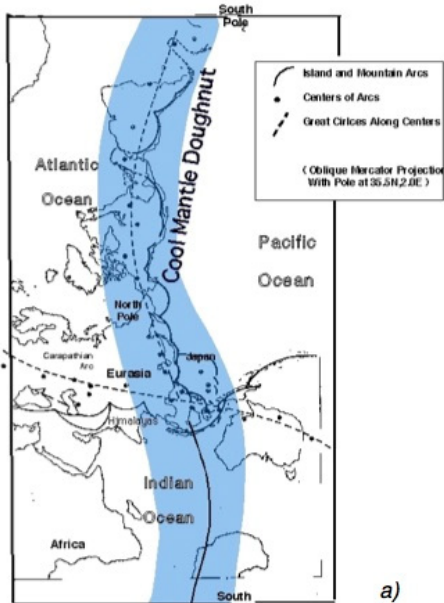 South
Pole
Island and Mountain Arcs
Centers of Arcs
Great Cirlces Along Centers
( Oblique Mercator Projection
With Pole at 35.5N,2.0E )
Atlantic
Ocean
Cool Mantle Doughnut
Pacific
Ocean
North
Pole
Japan
Carapathian
Arc
Eurasia
Himalayas
Indian
Ocean
Africa
South
a)